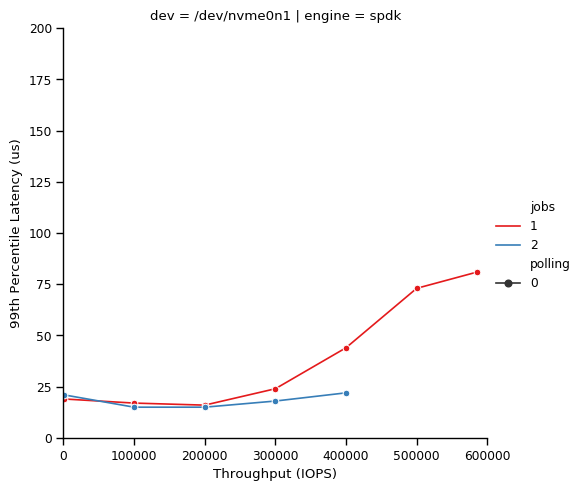 dev = /dev/nvme0n1 | engine = spdk
200
175
150
125
100
75
50
25
0
99th Percentile Latency (us)
0 100000 200000 300000 400000 500000 600000
Throughput (IOPS)
jobs
1
2
polling
0